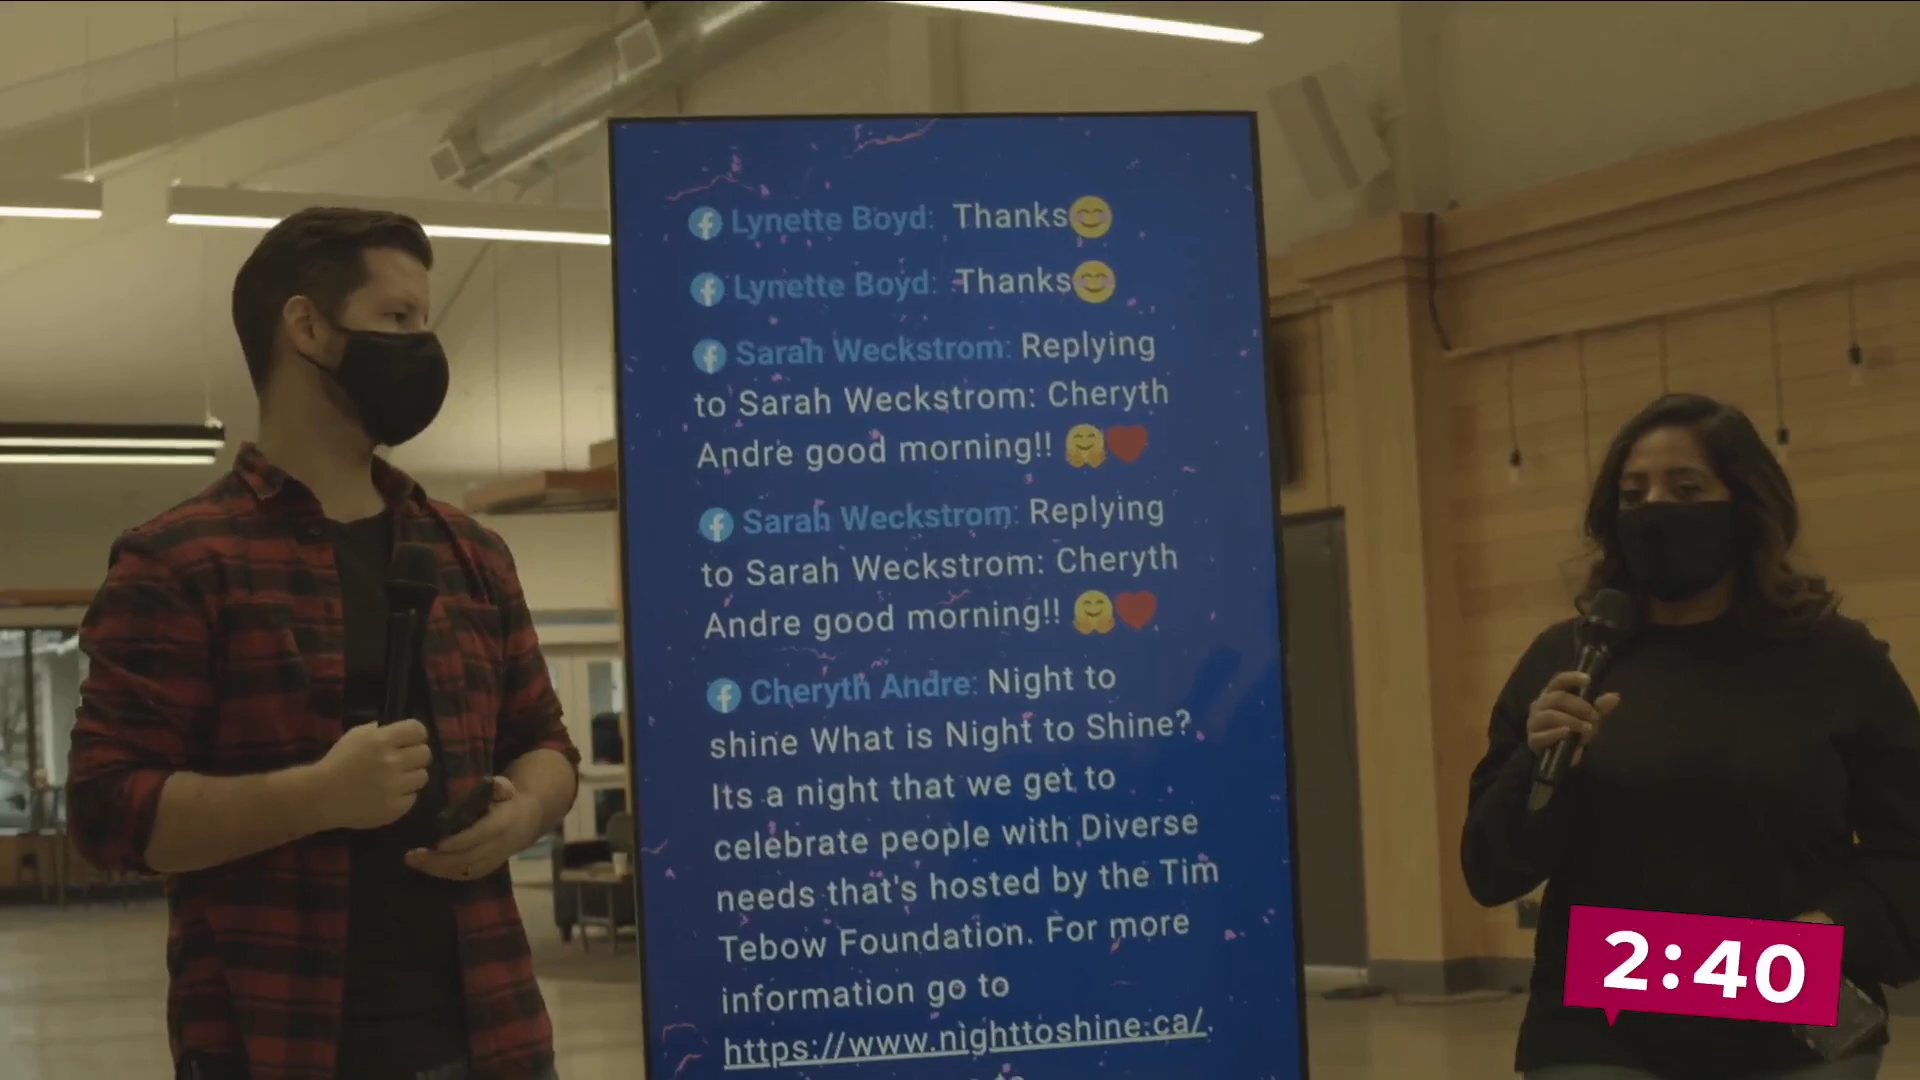 Lynette Boyd: Thanks😊
Lynette Boyd: Thanks😊
Sarah Weckstrom: Replying
to Sarah Weckstrom: Cheryth
Andre good morning!! 🤗❤️
Sarah Weckstrom: Replying
to Sarah Weckstrom: Cheryth
Andre good morning!! 🤗❤️
Cheryth Andre: Night to
shine What is Night to Shine?
Its a night that we get to
celebrate people with Diverse
needs that's hosted by the Tim
Tebow Foundation. For more
information go to
https://www.nighttoshine.ca/.
2:40